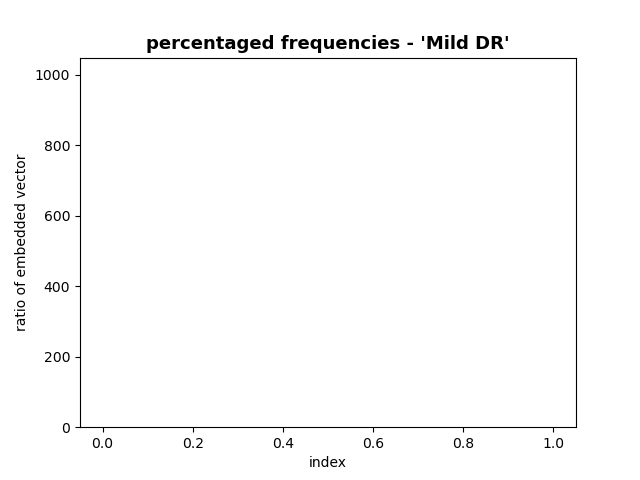 percentaged frequencies - 'Mild DR'
1000
800
600
400
200
0
ratio of embedded vector
0.0 0.2 0.4 0.6 0.8 1.0
index